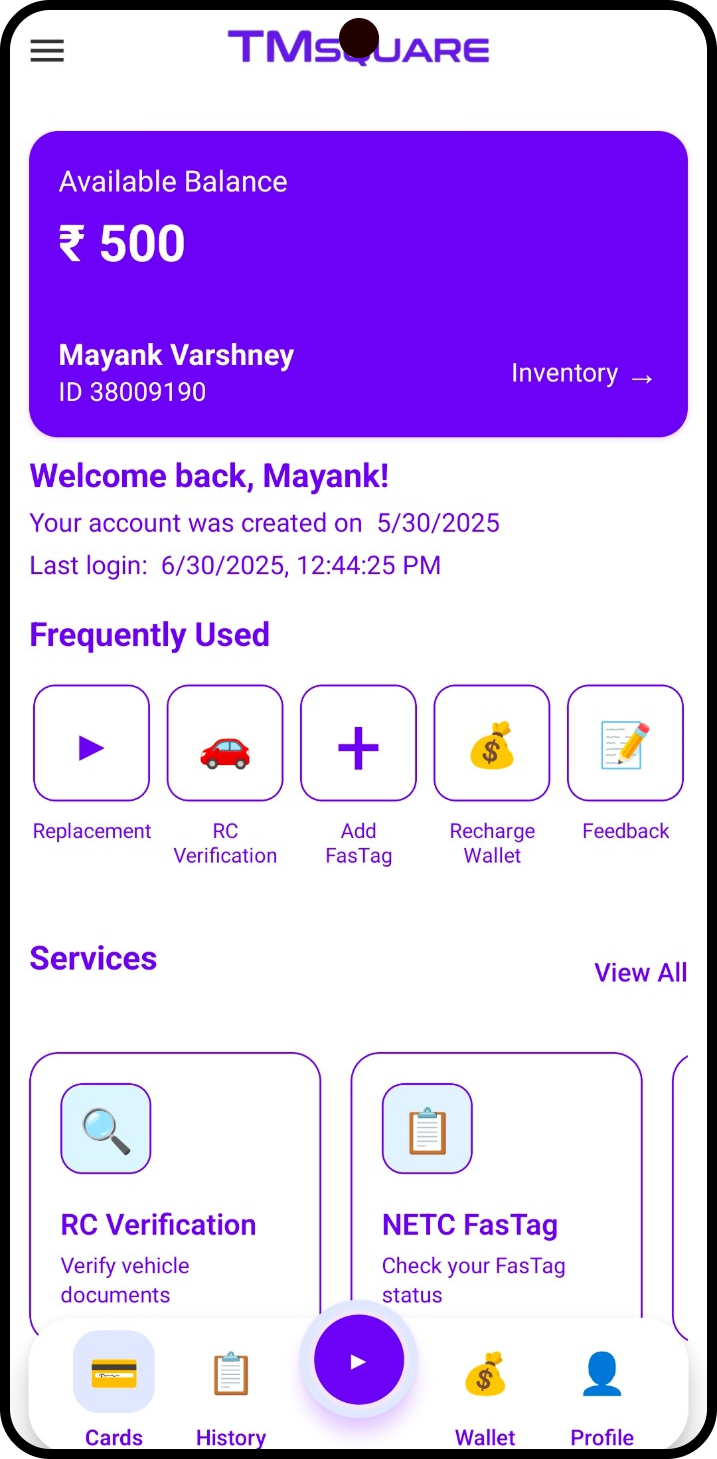 TMSQUARE
Available Balance
₹ 500
Mayank Varshney
ID 38009190
Inventory →
Welcome back, Mayank!
Your account was created on 5/30/2025
Last login: 6/30/2025, 12:44:25 PM
Frequently Used
Replacement
RC
Verification
Add
FasTag
Recharge
Wallet
Feedback
Services
View All
RC Verification
Verify vehicle
documents
NETC FasTag
Check your FasTag
status
Cards
History
Wallet
Profile